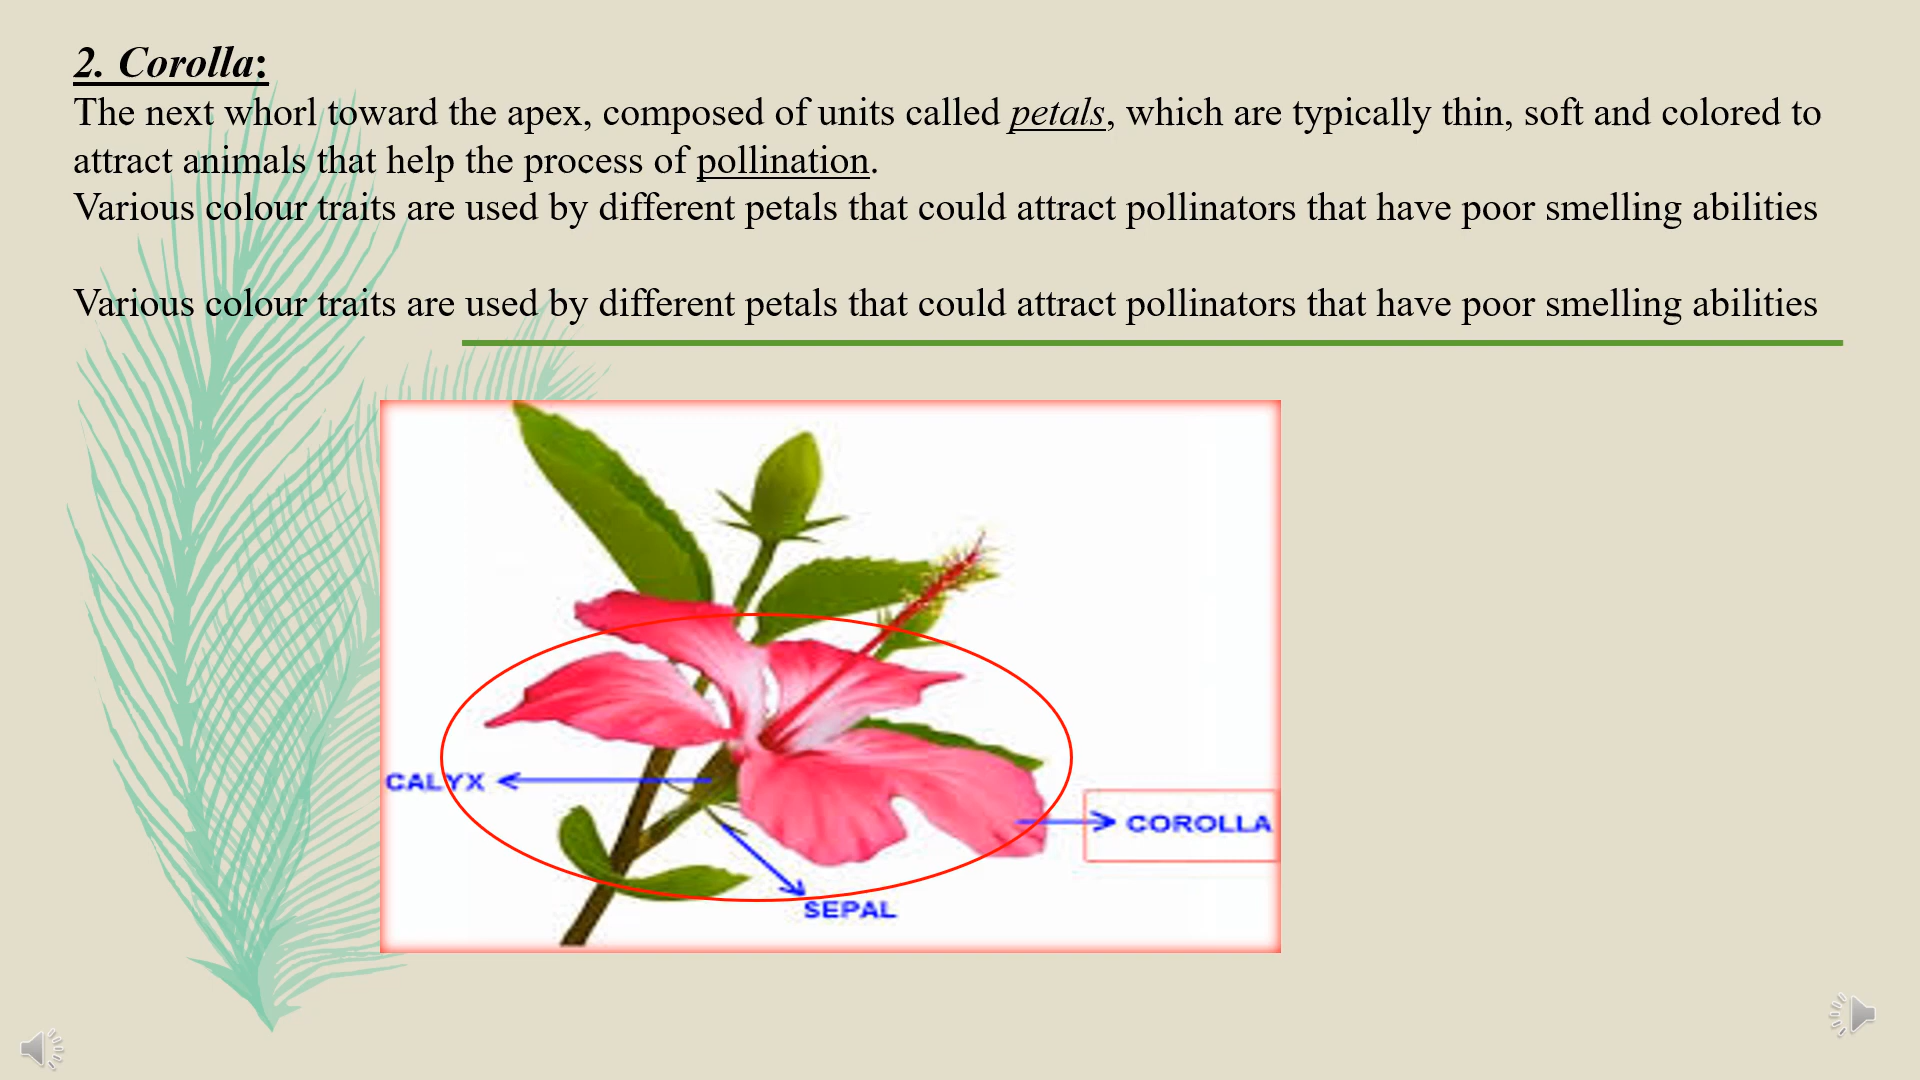 2. Corolla:
The next whorl toward the apex, composed of units called petals, which are typically thin, soft and colored to
attract animals that help the process of pollination.
Various colour traits are used by different petals that could attract pollinators that have poor smelling abilities
Various colour traits are used by different petals that could attract pollinators that have poor smelling abilities
CALYX
COROLLA
SEPAL